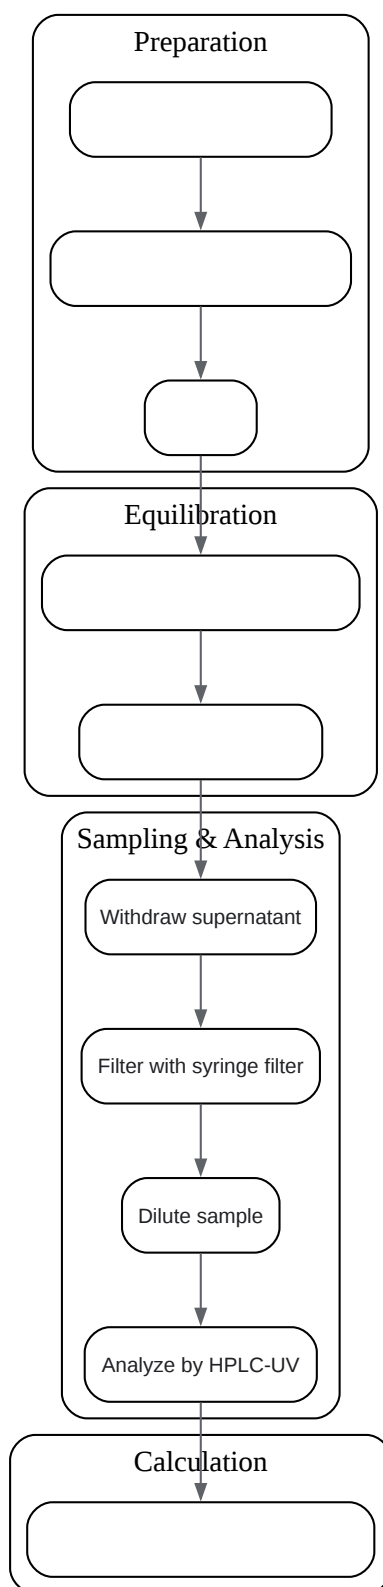 Preparation
Equilibration
Sampling & Analysis
Withdraw supernatant
Filter with syringe filter
Dilute sample
Analyze by HPLC-UV
Calculation